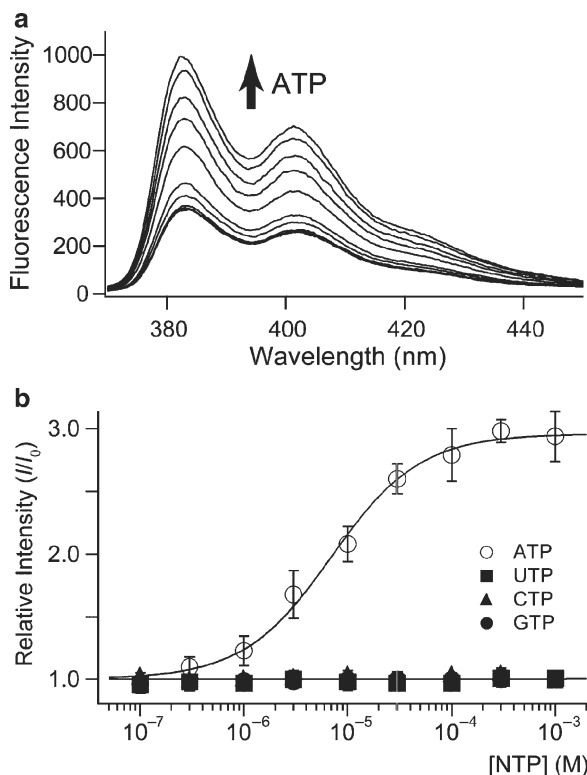 a
Fluorescence Intensity
1000
800
600
400
200
0
ATP
380 400 420 440
Wavelength (nm)
b
Relative Intensity (I/I0)
3.0
2.0
1.0
ATP
UTP
CTP
GTP
10−7 10−6 10−5 10−4 10−3
[NTP] (M)